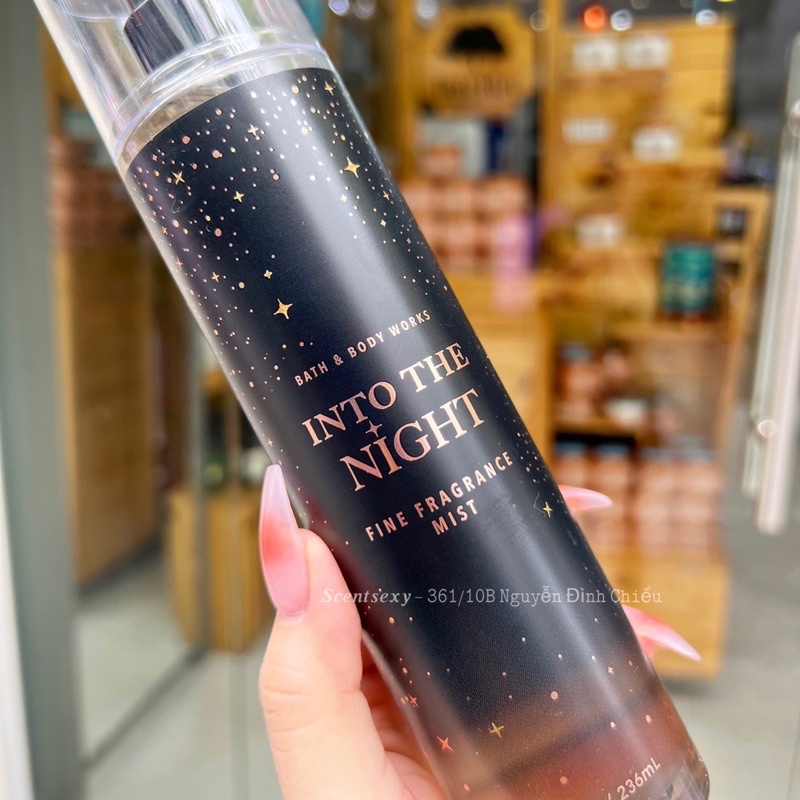 BATH & BODY WORKS
INTO THE
NIGHT
FINE FRAGRANCE
MIST
Scentsexy - 361/10B Nguyễn Đình Chiểu
/ 236mL